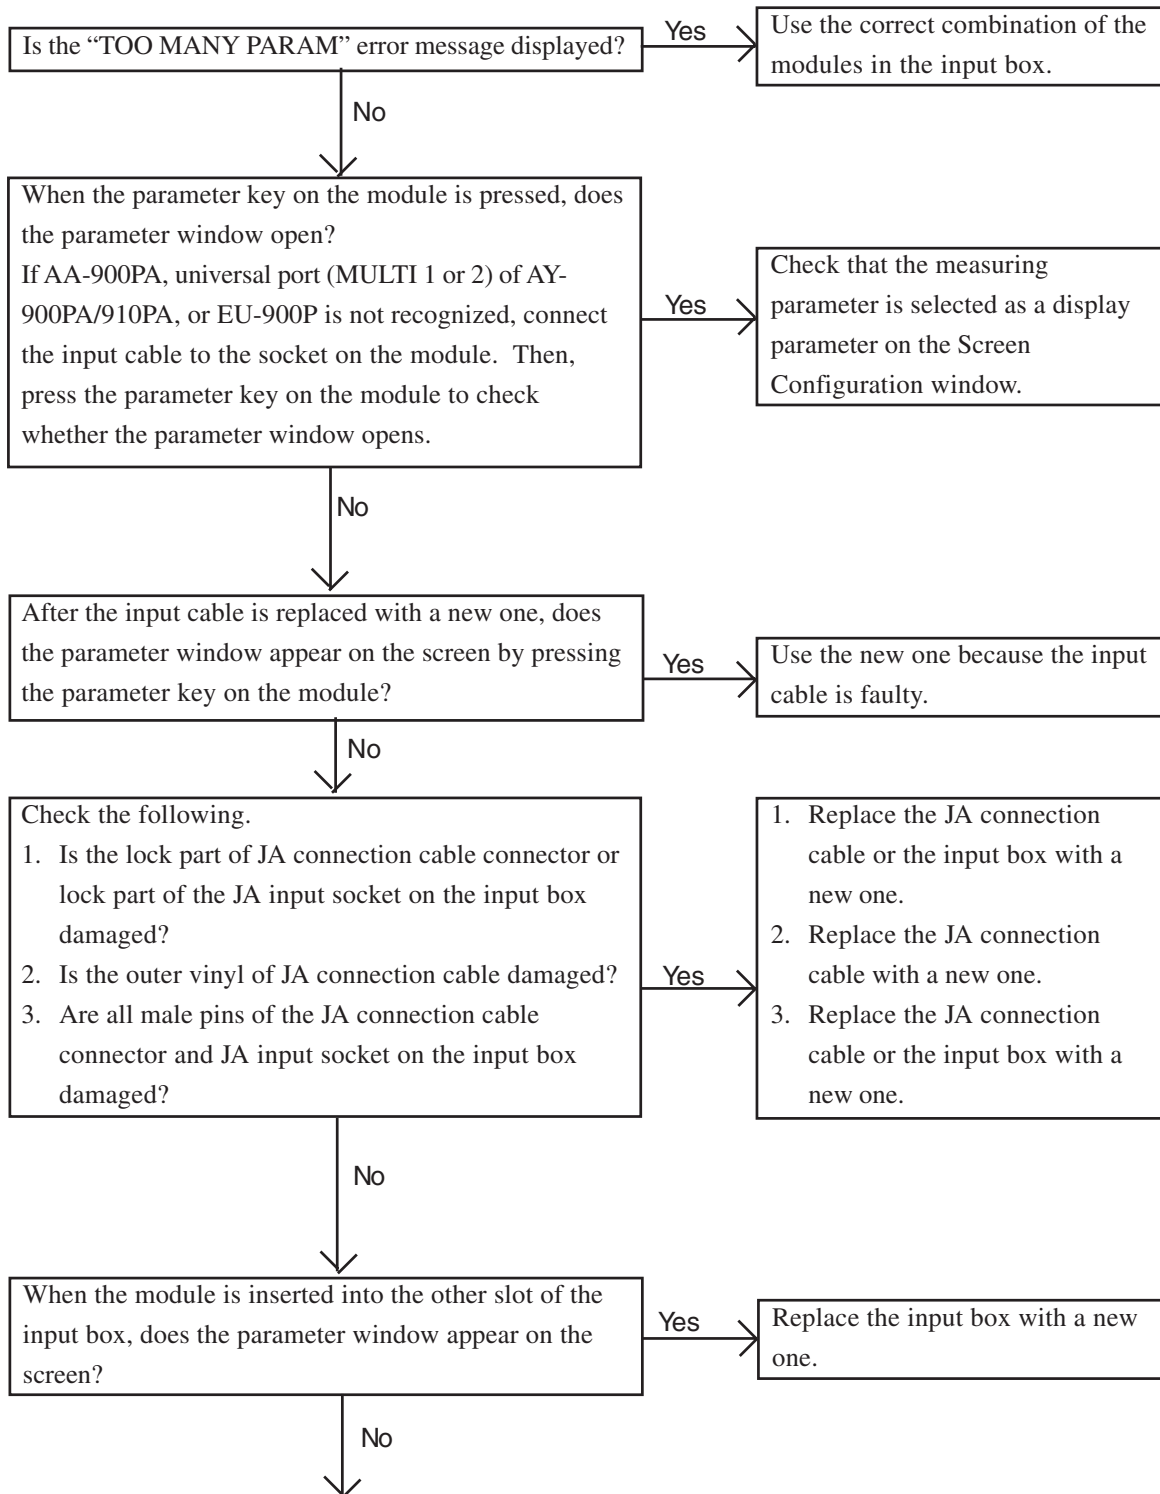 Is the “TOO MANY PARAM” error message displayed?
Yes
Use the correct combination of the
modules in the input box.
No
When the parameter key on the module is pressed, does
the parameter window open?
If AA-900PA, universal port (MULTI 1 or 2) of AY-
900PA/910PA, or EU-900P is not recognized, connect
the input cable to the socket on the module.  Then,
press the parameter key on the module to check
whether the parameter window opens.
Yes
Check that the measuring
parameter is selected as a display
parameter on the Screen
Configuration window.
No
After the input cable is replaced with a new one, does
the parameter window appear on the screen by pressing
the parameter key on the module?
Yes
Use the new one because the input
cable is faulty.
No
Check the following.
1. Is the lock part of JA connection cable connector or
lock part of the JA input socket on the input box
damaged?
2. Is the outer vinyl of JA connection cable damaged?
3. Are all male pins of the JA connection cable
connector and JA input socket on the input box
damaged?
Yes
1. Replace the JA connection
cable or the input box with a
new one.
2. Replace the JA connection
cable with a new one.
3. Replace the JA connection
cable or the input box with a
new one.
No
When the module is inserted into the other slot of the
input box, does the parameter window appear on the
screen?
Yes
Replace the input box with a new
one.
No